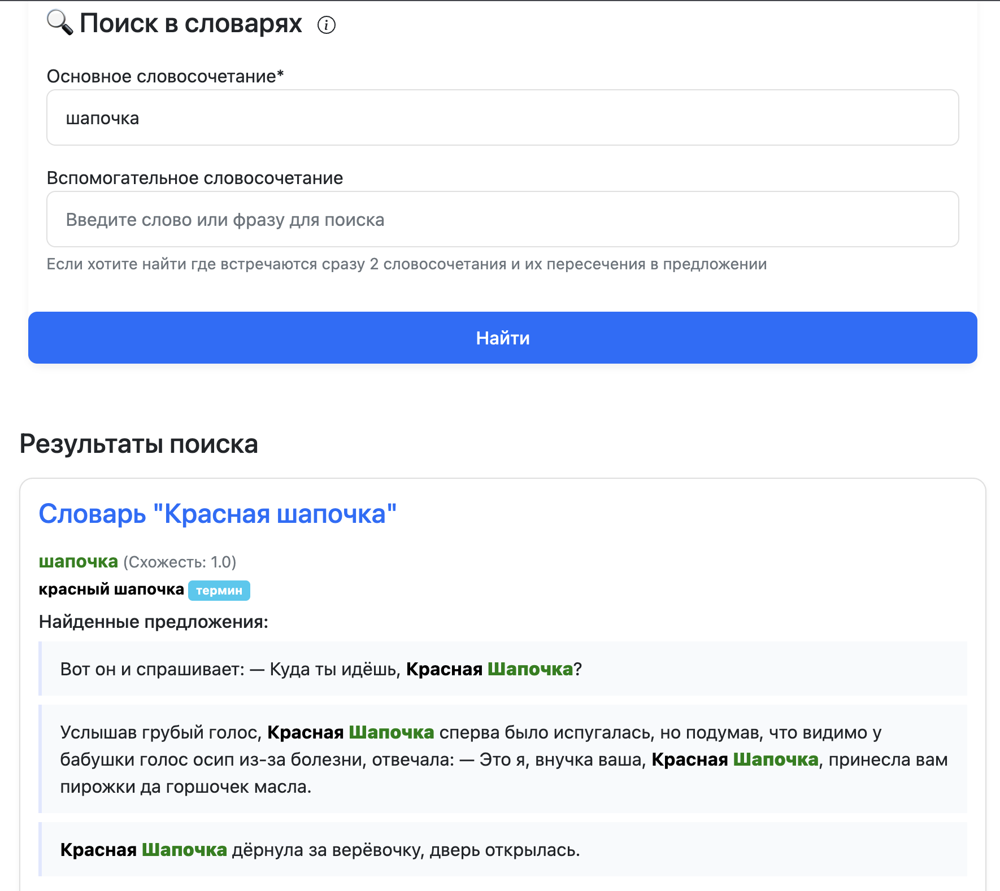 🔍 Поиск в словарях ⓘ
Основное словосочетание*
шапочка
Вспомогательное словосочетание
Введите слово или фразу для поиска
Если хотите найти где встречаются сразу 2 словосочетания и их пересечения в предложении
Найти
Результаты поиска
Словарь "Красная шапочка"
шапочка (Схожесть: 1.0)
красный шапочка термин
Найденные предложения:
Вот он и спрашивает: — Куда ты идёшь, Красная Шапочка?
Услышав грубый голос, Красная Шапочка сперва было испугалась, но подумав, что видимо у
бабушки голос осип из-за болезни, отвечала: — Это я, внучка ваша, Красная Шапочка, принесла вам
пирожки да горшочек масла.
Красная Шапочка дёрнула за верёвочку, дверь открылась.